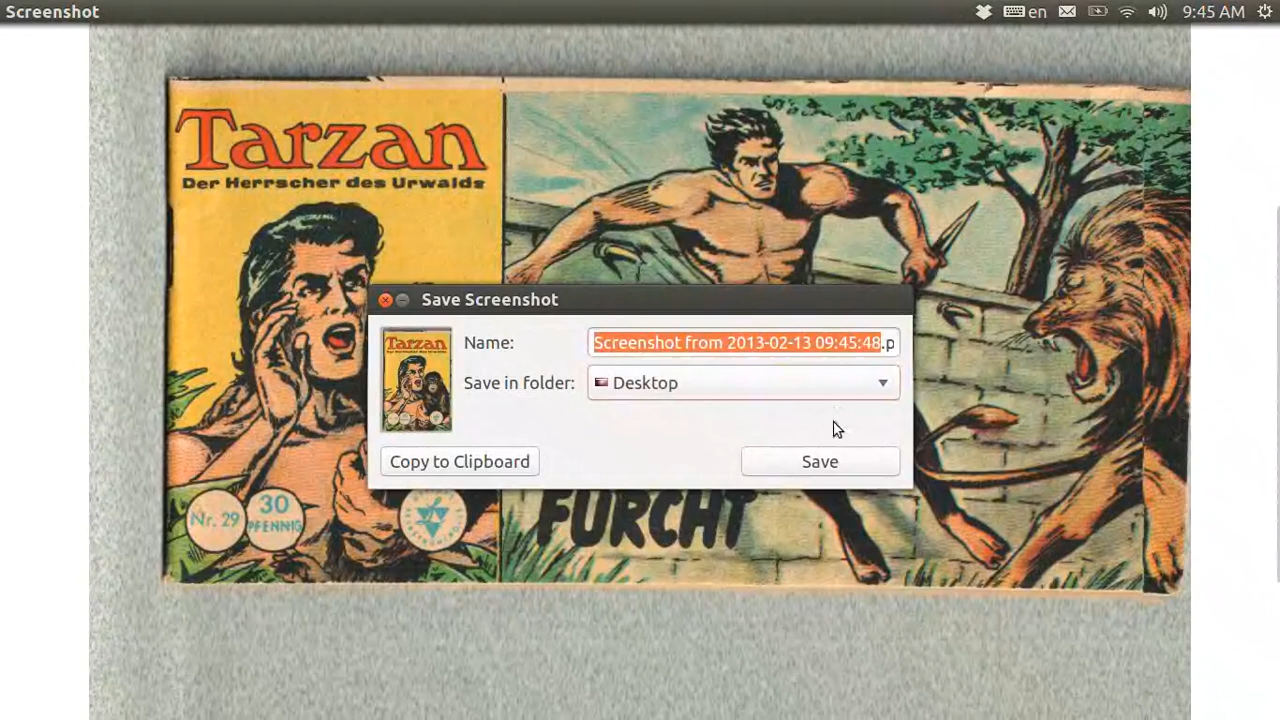 Screenshot
en
9:45 AM
Tarzan
Der Herrscher des Urwalds
Save Screenshot
Name:
Screenshot from 2013-02-13 09:45:48.p
Save in folder:
Desktop
Copy to Clipboard
Save
Nr. 29
30
PFENNIG
FURCHT